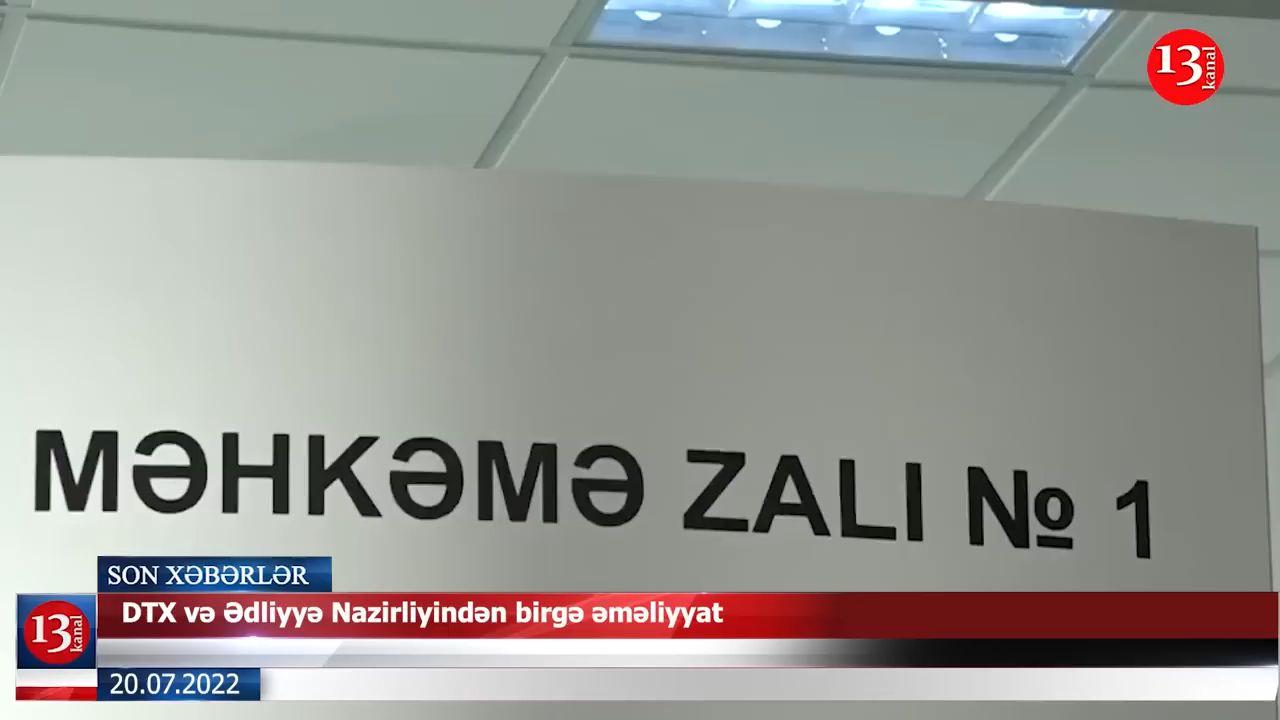 13 kanal
MƏHKƏMƏ ZALI № 1
SON XƏBƏRLƏR
DTX və Ədliyyə Nazirliyindən birgə əməliyyat
13 kanal
20.07.2022